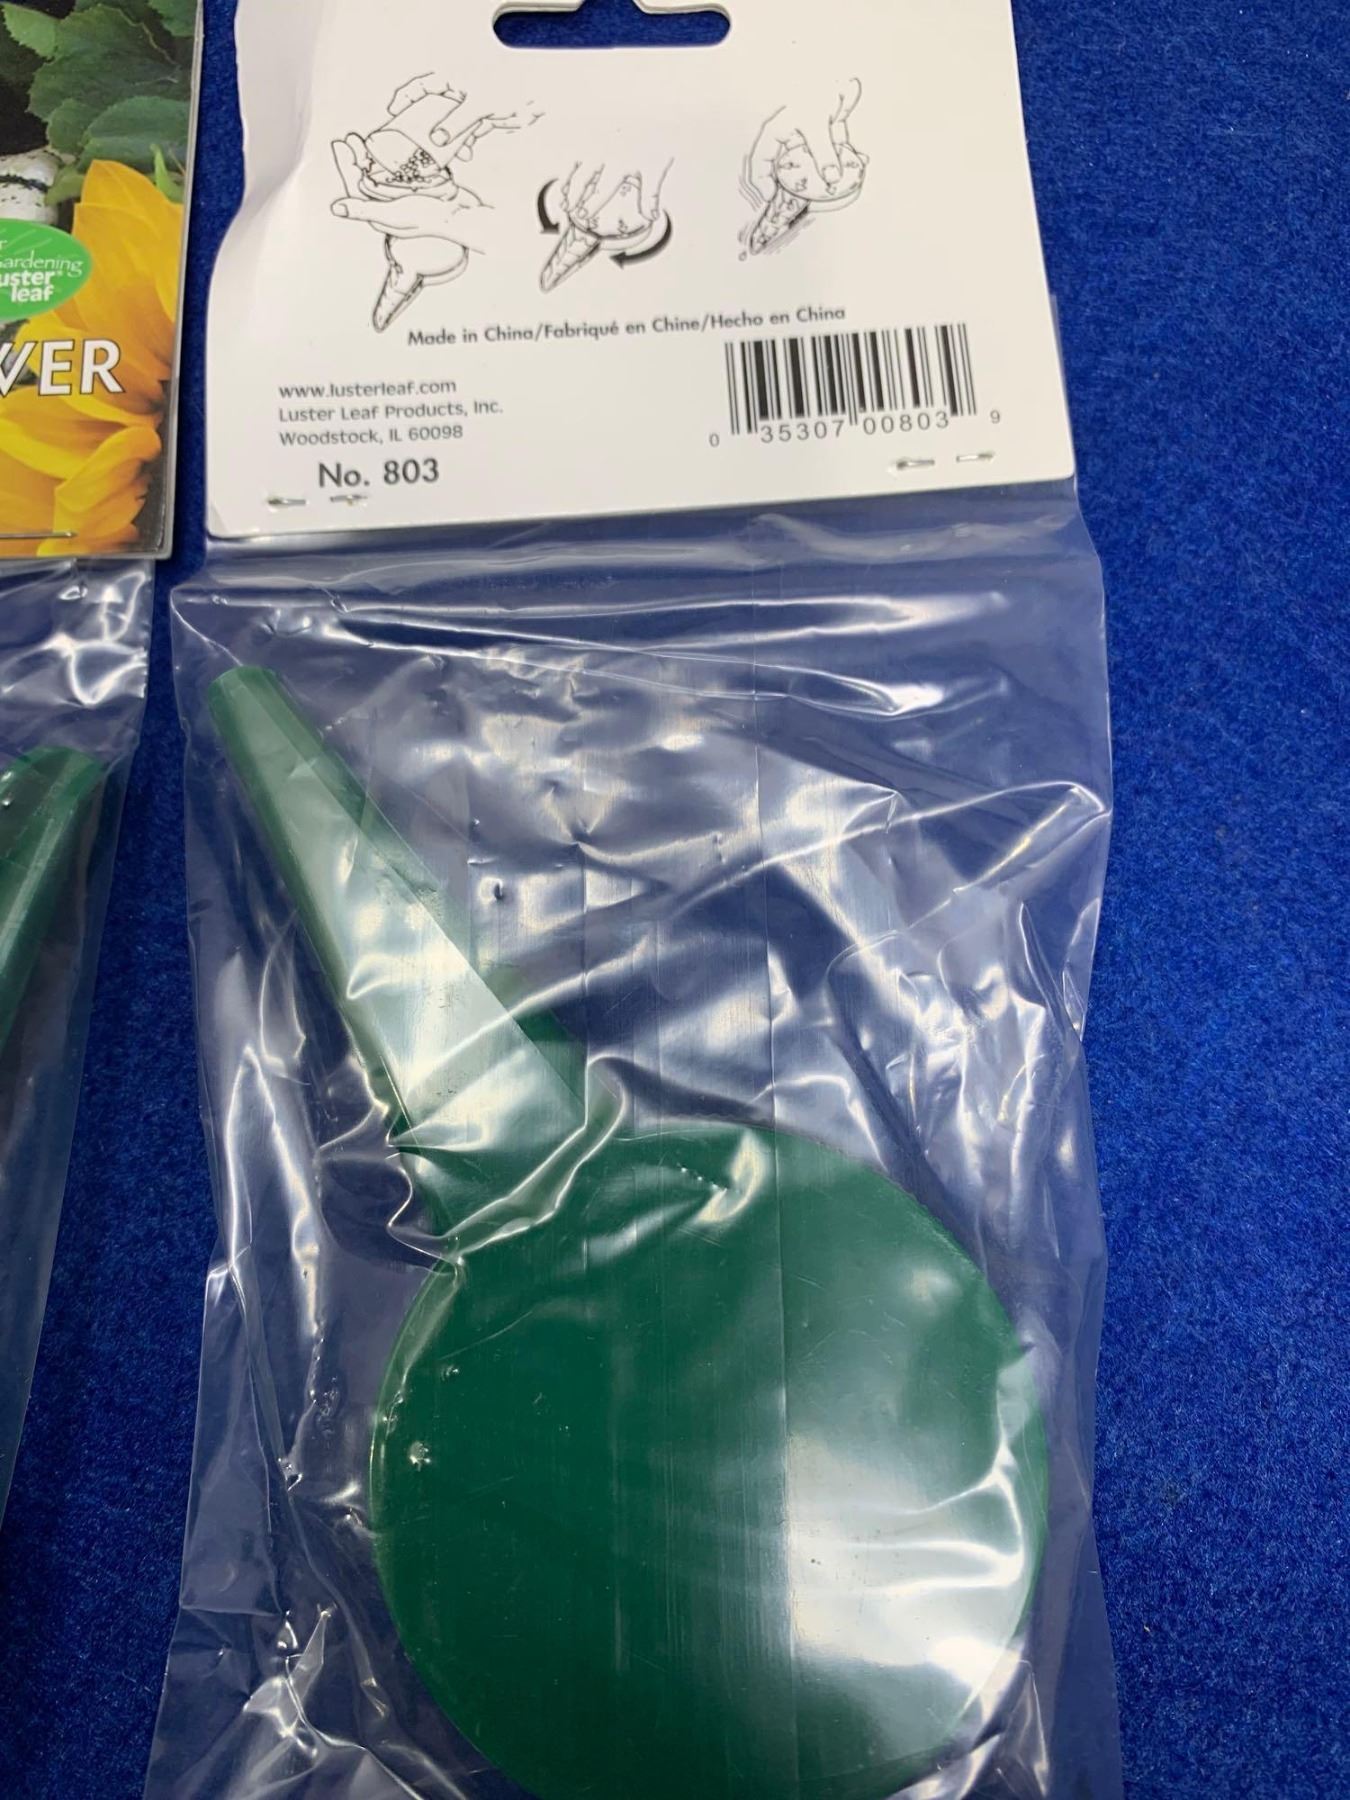 Gardening
Luster®
leaf
WER
Made in China/Fabriqué en Chine/Hecho en China
www.lusterleaf.com
Luster Leaf Products, Inc.
Woodstock, IL 60098
No. 803
0 35307 00803 9